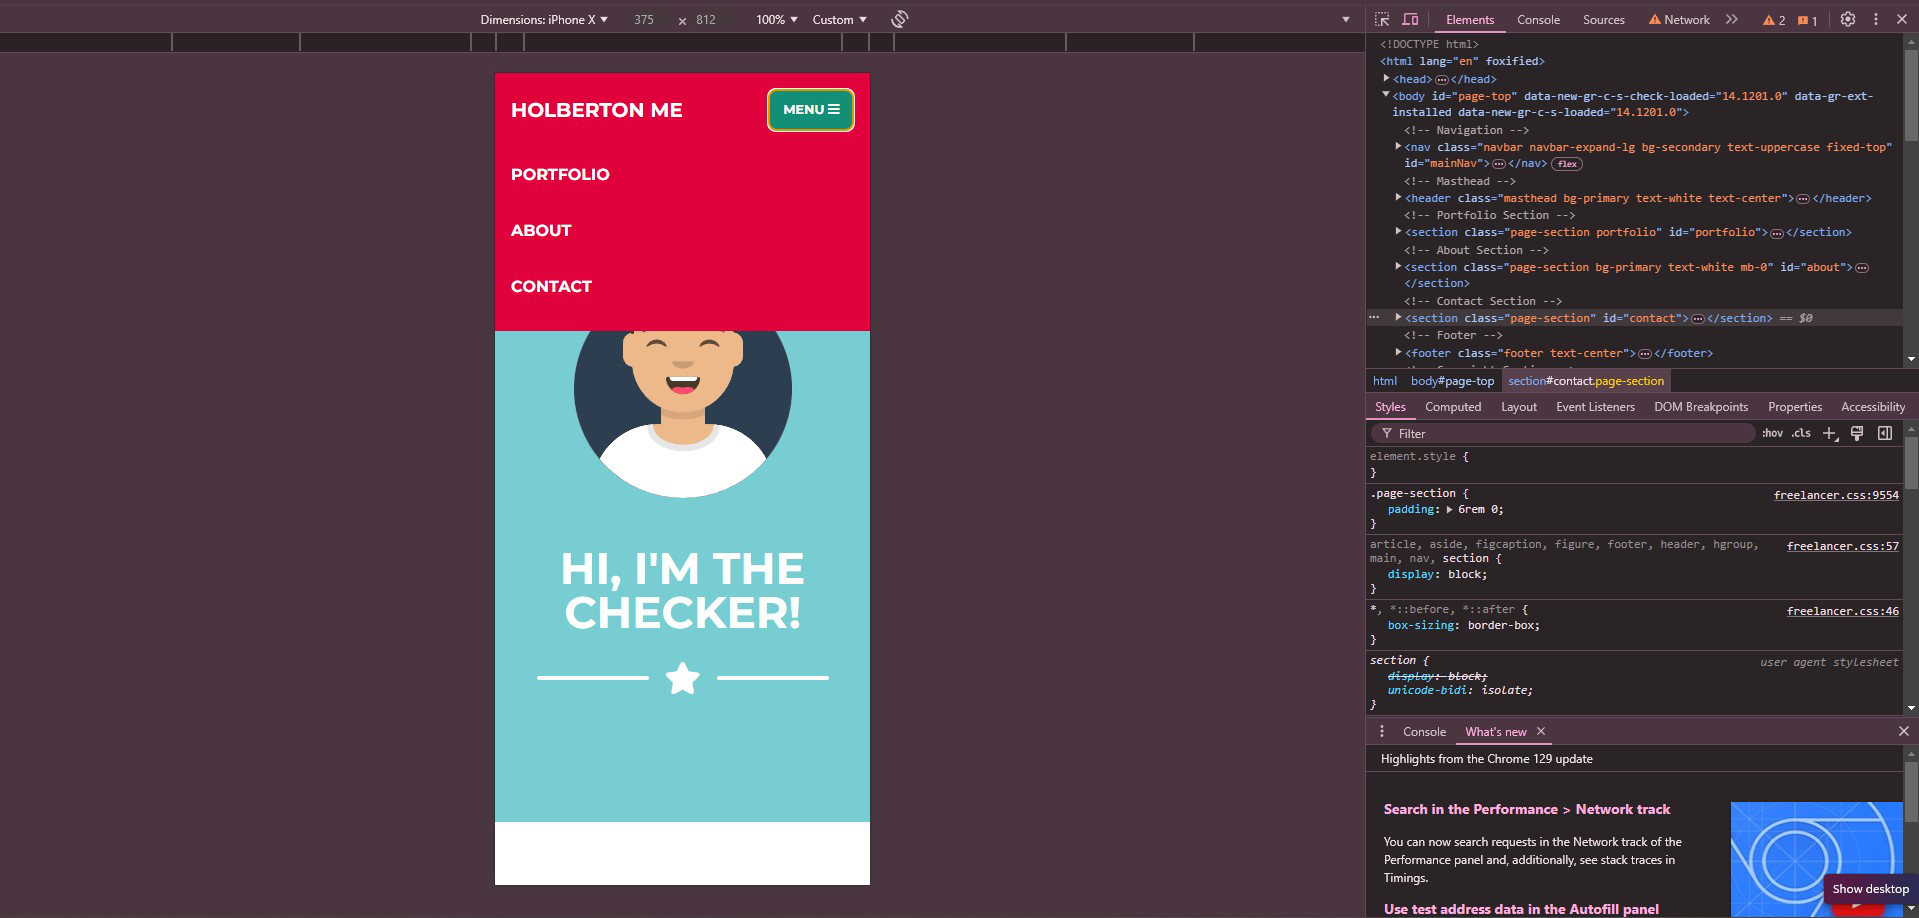 Dimensions: iPhone X ▼ 375 × 812 100% ▼ Custom ▼
HOLBERTON ME
MENU
PORTFOLIO
ABOUT
CONTACT
HI, I'M THE
CHECKER!
Elements Console Sources Network 2 1
<!DOCTYPE html>
<html lang="en" foxified>
<head>…</head>
<body id="page-top" data-new-gr-c-s-check-loaded="14.1201.0" data-gr-ext-
installed data-new-gr-c-s-loaded="14.1201.0">
<!-- Navigation -->
<nav class="navbar navbar-expand-lg bg-secondary text-uppercase fixed-top"
id="mainNav">…</nav> flex
<!-- Masthead -->
<header class="masthead bg-primary text-white text-center">…</header>
<!-- Portfolio Section -->
<section class="page-section portfolio" id="portfolio">…</section>
<!-- About Section -->
<section class="page-section bg-primary text-white mb-0" id="about">…
</section>
<!-- Contact Section -->
<section class="page-section" id="contact">…</section> == $0
<!-- Footer -->
<footer class="footer text-center">…</footer>
html body#page-top section#contact.page-section
Styles Computed Layout Event Listeners DOM Breakpoints Properties Accessibility
Filter :hov .cls
element.style {
}
.page-section { freelancer.css:9554
padding: 6rem 0;
}
article, aside, figcaption, figure, footer, header, hgroup, freelancer.css:57
main, nav, section {
display: block;
}
*, *::before, *::after { freelancer.css:46
box-sizing: border-box;
}
section { user agent stylesheet
display: block;
unicode-bidi: isolate;
}
Console What's new
Highlights from the Chrome 129 update
Search in the Performance > Network track
You can now search requests in the Network track of the
Performance panel and, additionally, see stack traces in
Timings.
Show desktop
Use test address data in the Autofill panel